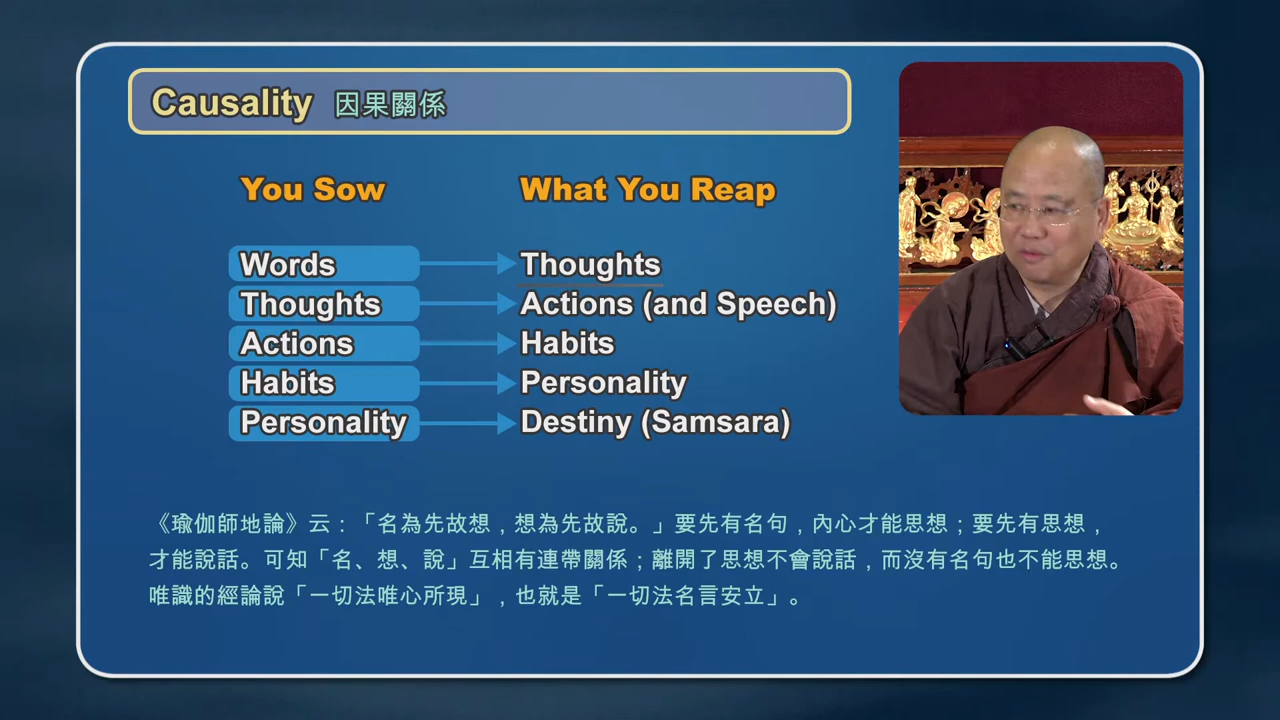 Causality 因果關係
You Sow What You Reap
Words Thoughts
Thoughts Actions (and Speech)
Actions Habits
Habits Personality
Personality Destiny (Samsara)
《瑜伽師地論》云：「名為先故想，想為先故說。」要先有名句，內心才能思想；要先有思想，
才能說話。可知「名、想、說」互相有連帶關係；離開了思想不會說話，而沒有名句也不能思想。
唯識的經論說「一切法唯心所現」，也就是「一切法名言安立」。